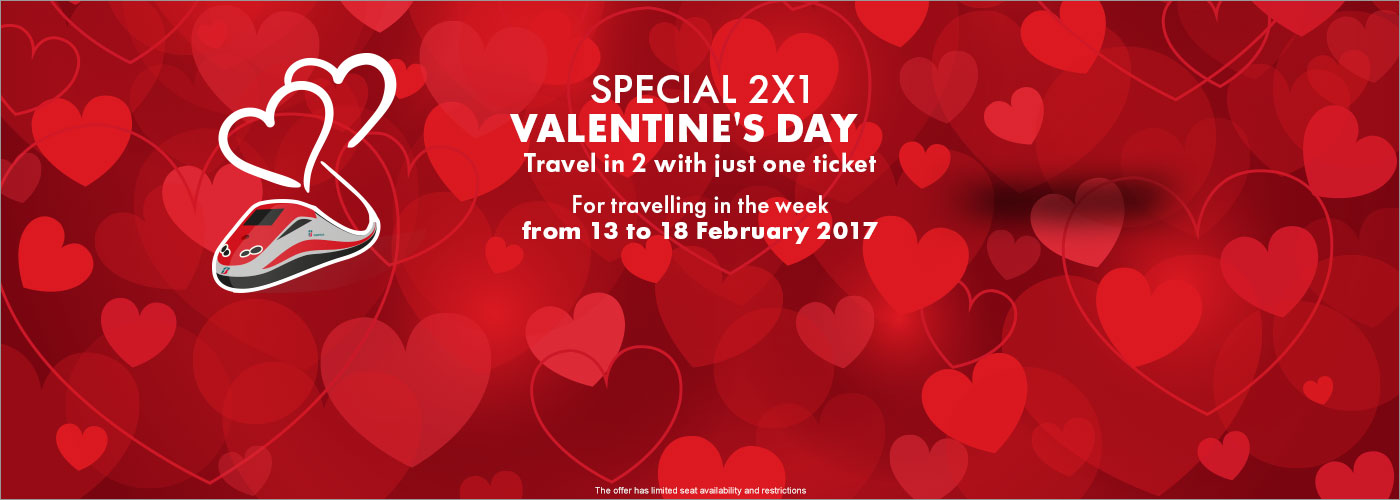 SPECIAL 2X1
VALENTINE'S DAY
Travel in 2 with just one ticket
For travelling in the week
from 13 to 18 February 2017
The offer has limited seat availability and restrictions